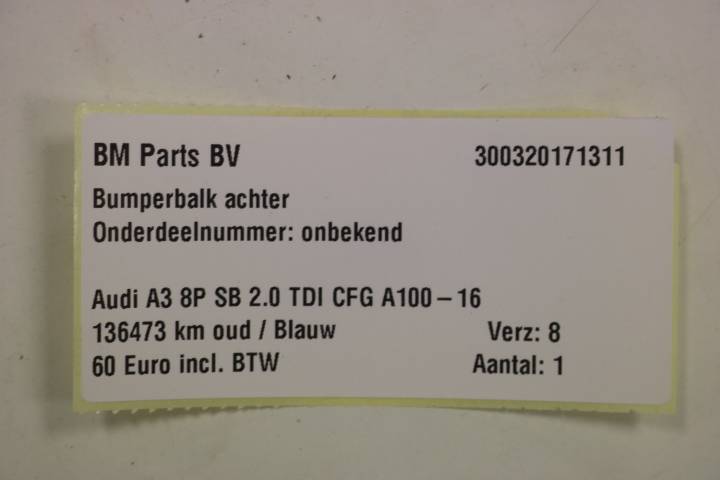 BM Parts BV 300320171311
Bumperbalk achter
Onderdeelnummer: onbekend
Audi A3 8P SB 2.0 TDI CFG A100-16
136473 km oud / Blauw Verz: 8
60 Euro incl. BTW Aantal: 1